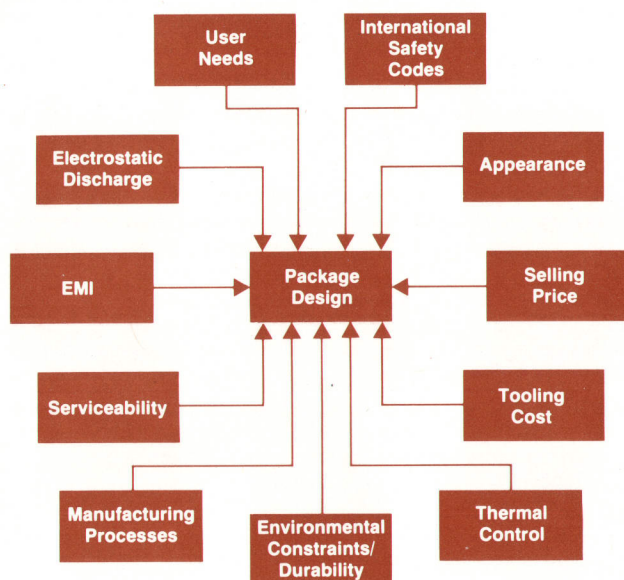 User
Needs
International
Safety
Codes
Electrostatic
Discharge
Appearance
EMI
Package
Design
Selling
Price
Serviceability
Tooling
Cost
Manufacturing
Processes
Environmental
Constraints/
Durability
Thermal
Control